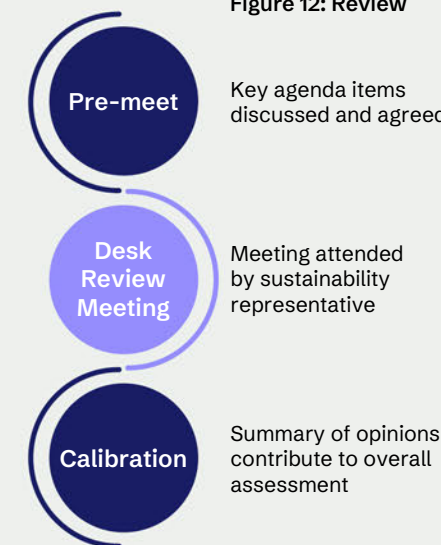 Figure 12: Review
Pre-meet
Key agenda items
discussed and agreed
Desk
Review
Meeting
Meeting attended
by sustainability
representative
Calibration
Summary of opinions
contribute to overall
assessment